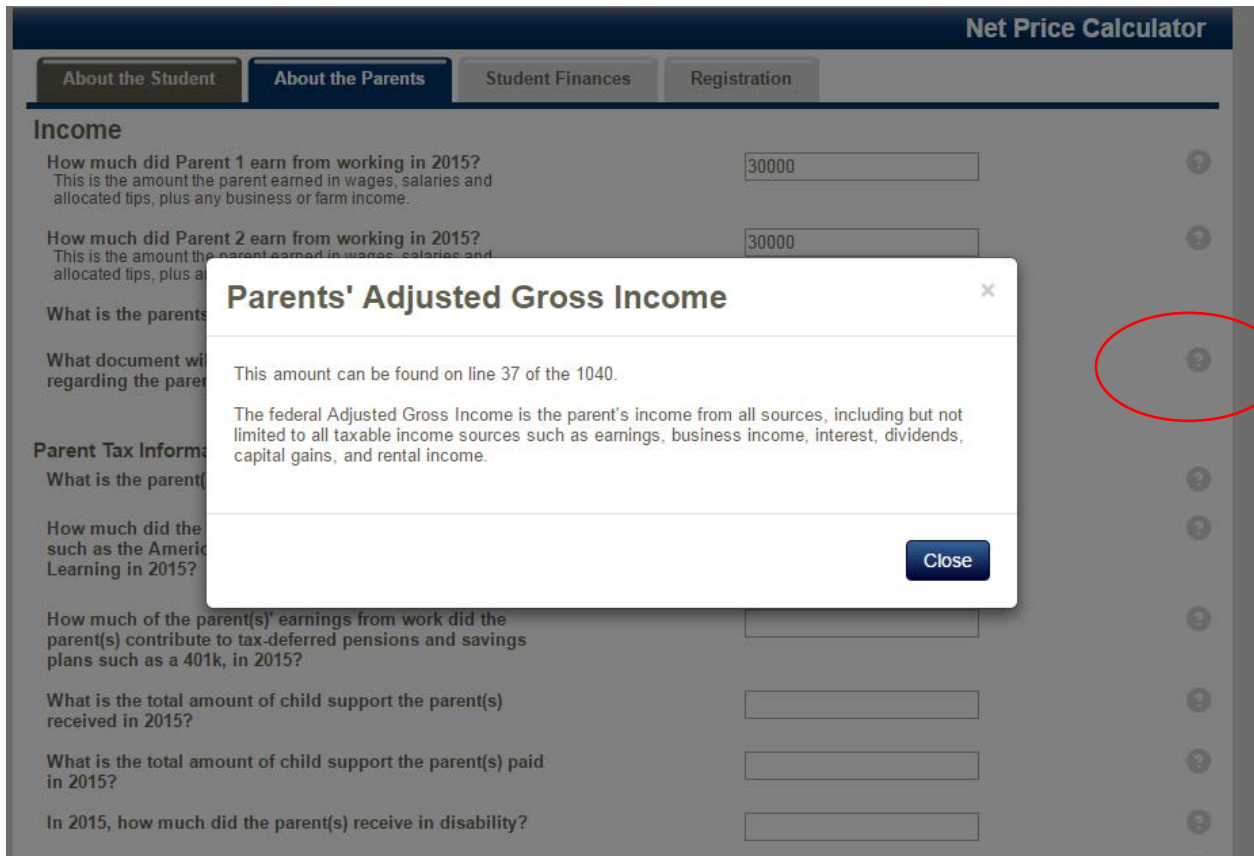 Net Price Calculator
About the Student
About the Parents
Student Finances
Registration
Income
How much did Parent 1 earn from working in 2015?
This is the amount the parent earned in wages, salaries and
allocated tips, plus any business or farm income.
30000
?
How much did Parent 2 earn from working in 2015?
This is the amount the parent earned in wages, salaries and
allocated tips, plus
30000
?
What is the parents
What document
regarding the
?
Parents' Adjusted Gross Income
×
This amount can be found on line 37 of the 1040.
The federal Adjusted Gross Income is the parent's income from all sources, including but not
limited to all taxable income sources such as earnings, business income, interest, dividends,
capital gains, and rental income.
Close
Parent Tax
What is the parent(
?
How much did the
such as the
Learning in 2015?
?
How much of the parent(s)' earnings from work did the
parent(s) contribute to tax-deferred pensions and savings
plans such as a 401k, in 2015?
?
What is the total amount of child support the parent(s)
received in 2015?
?
What is the total amount of child support the parent(s) paid
in 2015?
?
In 2015, how much did the parent(s) receive in disability?
?